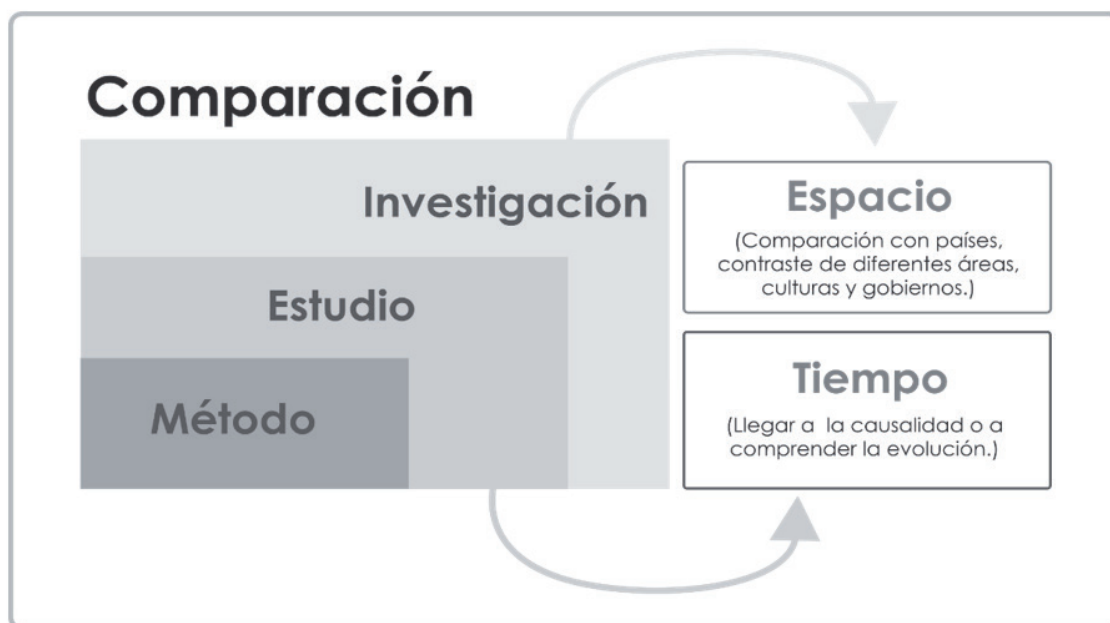 Comparación
Investigación
Estudio
Método
Espacio
(Comparación con países,
contraste de diferentes áreas,
culturas y gobiernos.)
Tiempo
(Llegar a la causalidad o a
comprender la evolución.)